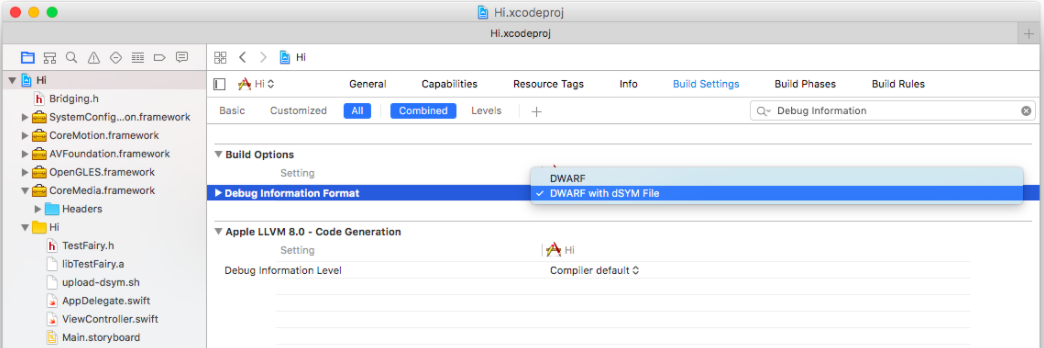 Hi.xcodeproj
Hi.xcodeproj
Hi
Hi
General
Capabilities
Resource Tags
Info
Build Settings
Build Phases
Build Rules
Basic
Customized
All
Combined
Levels
Debug Information
Hi
Bridging.h
SystemConfig...on.framework
CoreMotion.framework
AVFoundation.framework
OpenGLES.framework
CoreMedia.framework
Headers
Hi
TestFairy.h
libTestFairy.a
upload-dsym.sh
AppDelegate.swift
ViewController.swift
Main.storyboard
Build Options
Setting
Debug Information Format
DWARF
DWARF with dSYM File
Apple LLVM 8.0 - Code Generation
Setting
Hi
Debug Information Level
Compiler default